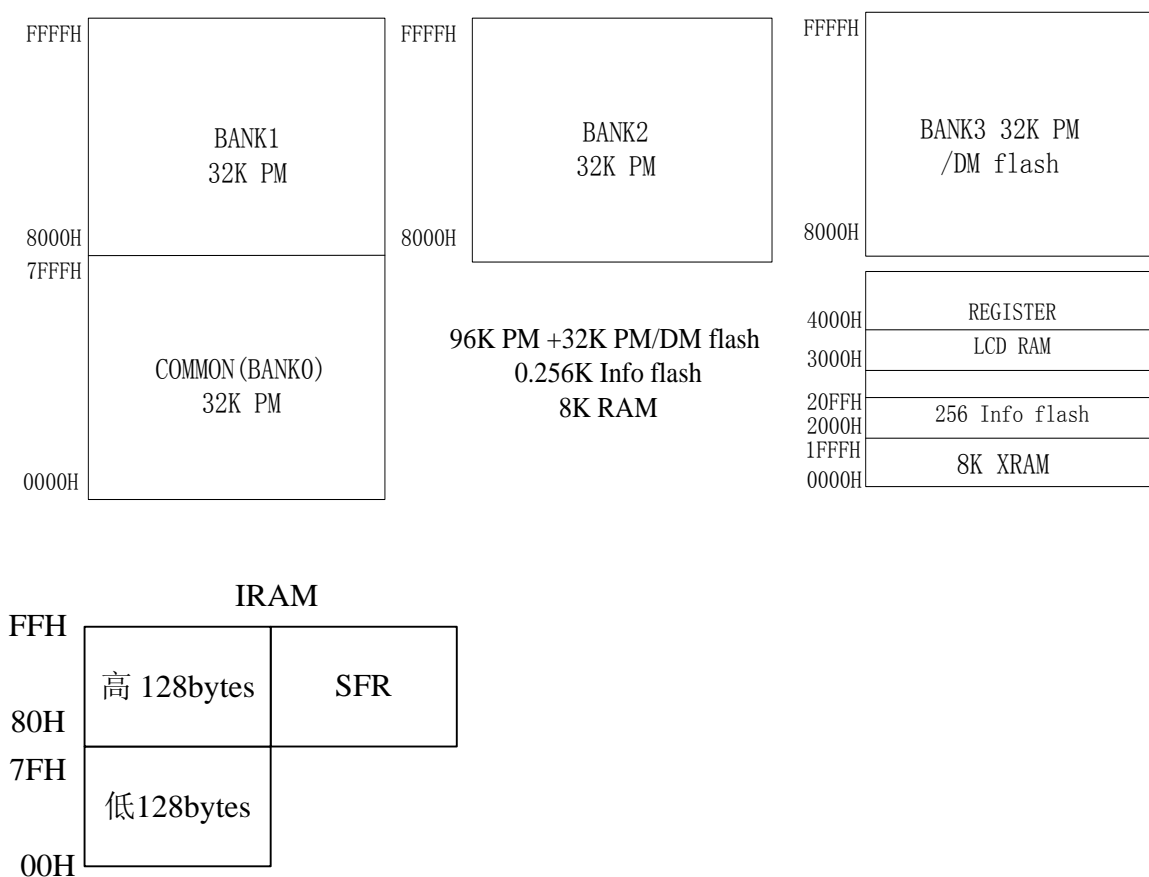 FFFFH
BANK1
32K PM
8000H
7FFFH
COMMON(BANK0)
32K PM
0000H
FFFFH
BANK2
32K PM
8000H
96K PM +32K PM/DM flash
0.256K Info flash
8K RAM
FFFFH
BANK3 32K PM
/DM flash
8000H
REGISTER
4000H
LCD RAM
3000H
20FFH
256 Info flash
2000H
1FFFH
8K XRAM
0000H
IRAM
FFH
高 128bytes
SFR
80H
7FH
低128bytes
00H